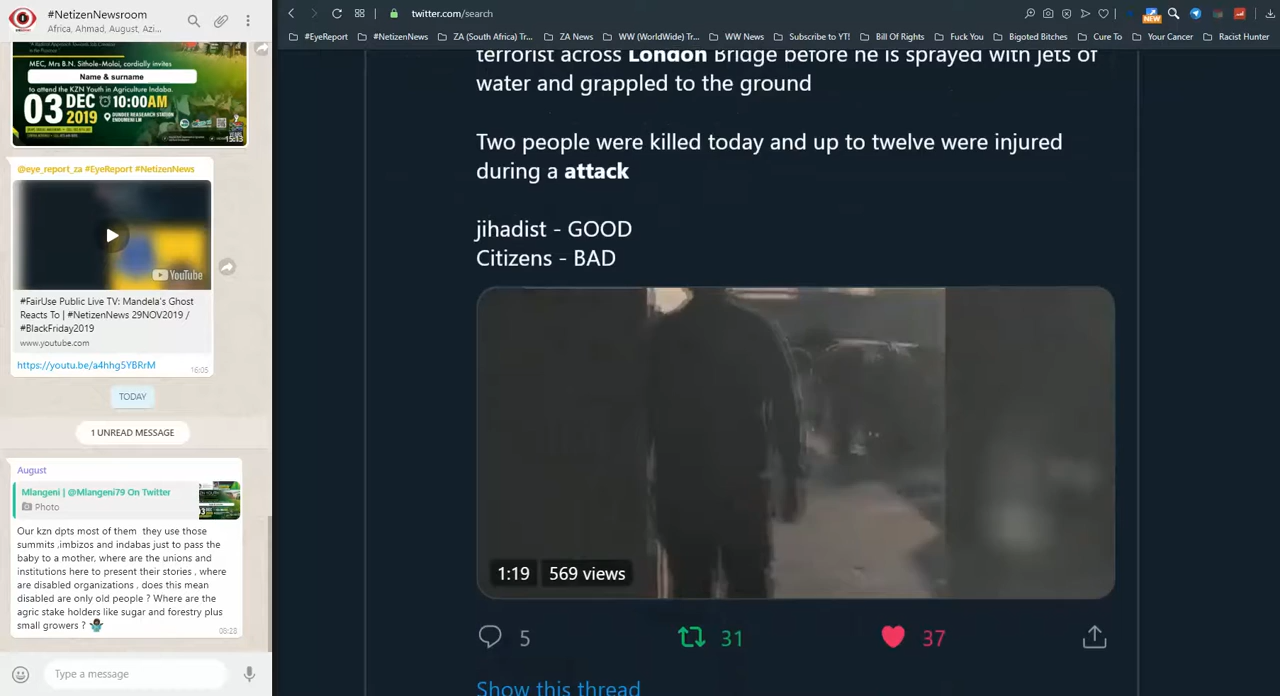 #NetizenNewsroom
Africa, Ahmad, August, Azi...
MEC, Mrs B.N. Sithole-Moloi, cordially invites
Name & surname
to attend the KZN Youth in Agriculture Indaba.
03 DEC 2019
10:00AM
15:13
@eye_report_za #EyeReport #NetizenNews
YouTube
#FairUse Public Live TV: Mandela's Ghost
Reacts To | #NetizenNews 29NOV2019 /
#BlackFriday2019
www.youtube.com
https://youtu.be/a4hhg5YBRrM
16:05
TODAY
1 UNREAD MESSAGE
August
Mlangeni | @Mlangeni79 On Twitter
Photo
Our kzn dpts most of them  they use those
summits ,imbizos and indabas just to pass the
baby to a mother, where are the unions and
institutions here to present their stories , where
are disabled organizations , does this mean
disabled are only old people ? Where are the
agric stake holders like sugar and forestry plus
small growers ?
08:28
Type a message
twitter.com/search
NEW
#EyeReport
#NetizenNews
ZA (South Africa) Tr...
ZA News
WW (WorldWide) Tr...
WW News
Subscribe to YT!
Bill Of Rights
Fuck You
Bigoted Bitches
Cure To
Your Cancer
Racist Hunter
terrorist across London Bridge before he is sprayed with jets of
water and grappled to the ground
Two people were killed today and up to twelve were injured
during a attack
jihadist - GOOD
Citizens - BAD
1:19
569 views
5
31
37
Show this thread